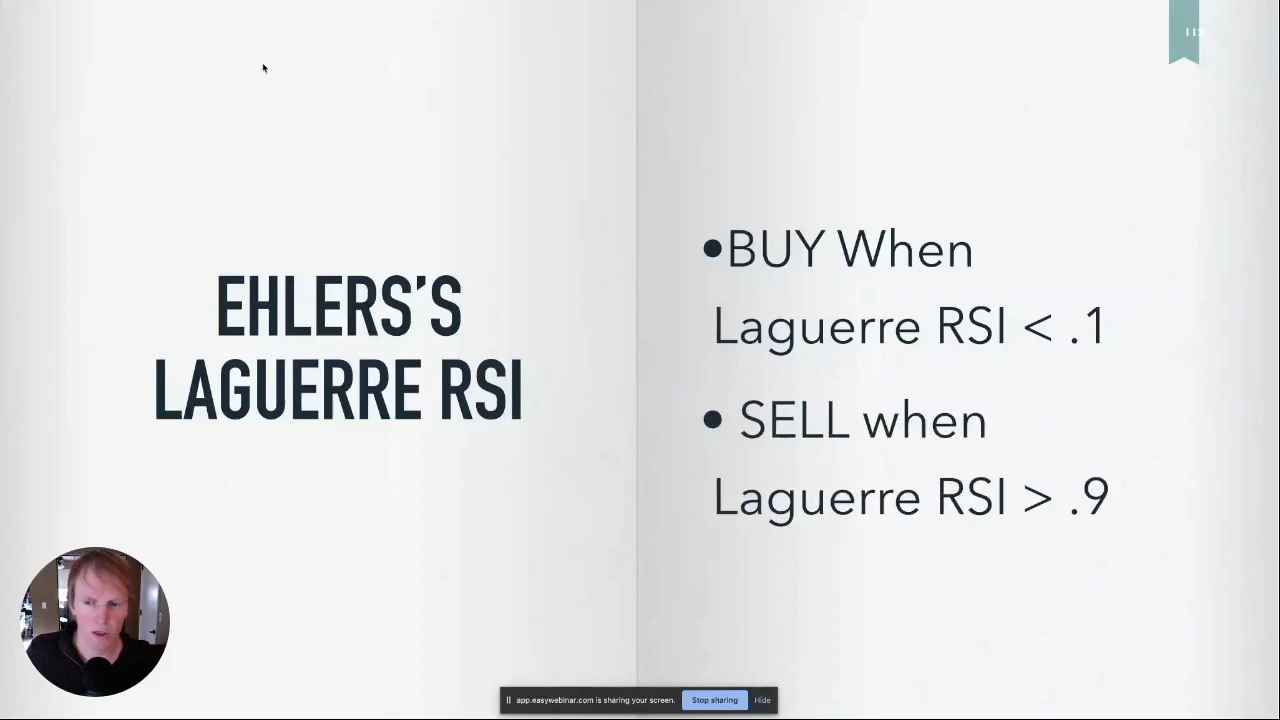 EHLERS’S
LAGUERRE RSI
•BUY When
Laguerre RSI < .1
• SELL when
Laguerre RSI > .9
app.easywebinar.com is sharing your screen.
Stop sharing
Hide